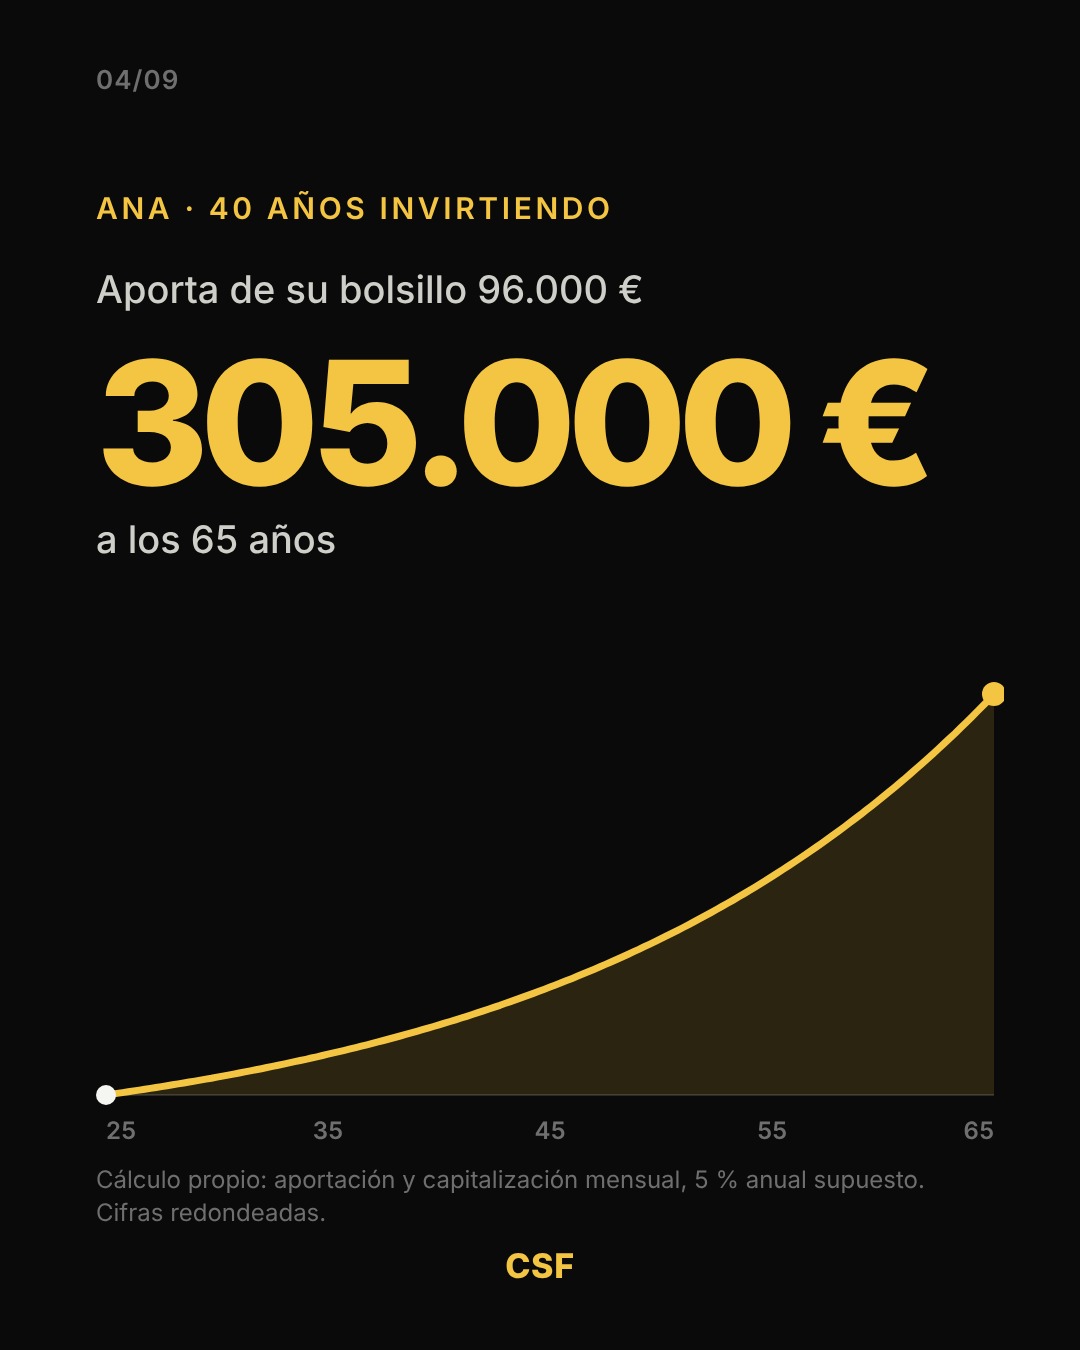 04/09
ANA · 40 AÑOS INVIRTIENDO
Aporta de su bolsillo 96.000 €
305.000 €
a los 65 años
25 35 45 55 65
Cálculo propio: aportación y capitalización mensual, 5 % anual supuesto.
Cifras redondeadas.
CSF